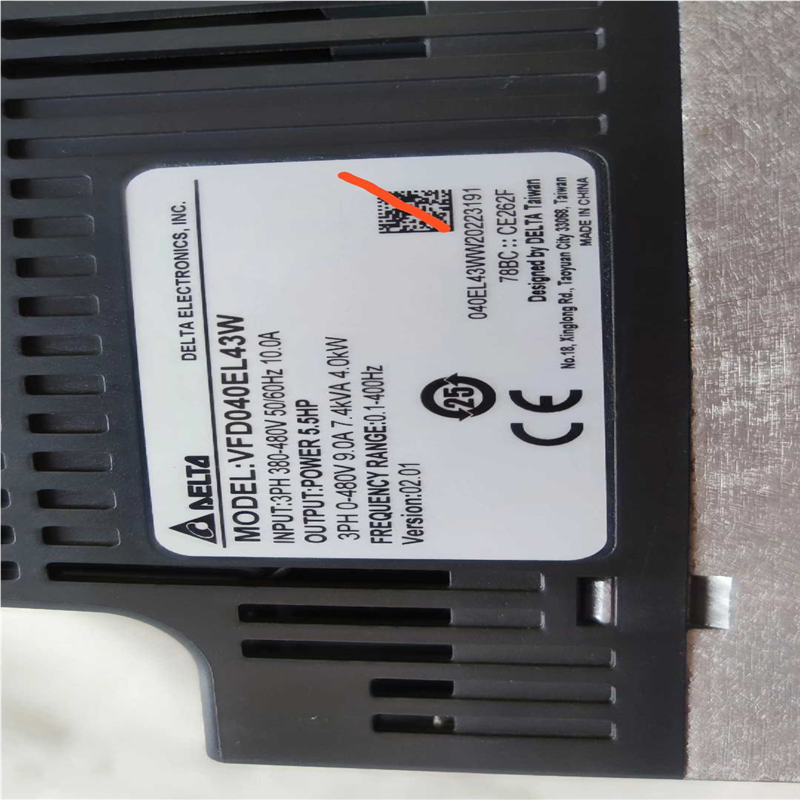 DELTA
DELTA ELECTRONICS, INC.
MODEL:VFD040EL43W
INPUT:3PH 380-480V 50/60Hz 10.0A
OUTPUT:POWER 5.5HP
3PH 0-480V 9.0A 7.4kVA 4.0kW
FREQUENCY RANGE:0.1-400Hz
Version:02.01
25
CE
040EL43WW20223191
78BC :: CE262F
Designed by DELTA Taiwan
No.18, Xinglong Rd., Taoyuan City 33068, Taiwan
MADE IN CHINA